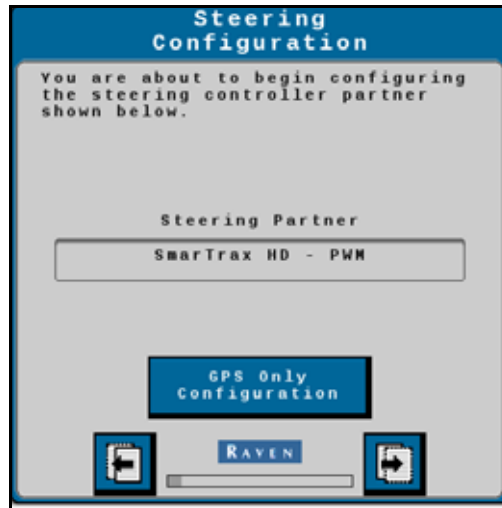 Steering
Configuration
You are about to begin configuring
the steering controller partner
shown below.
Steering Partner
SmarTrax HD - PWM
GPS Only
Configuration
RAVEN